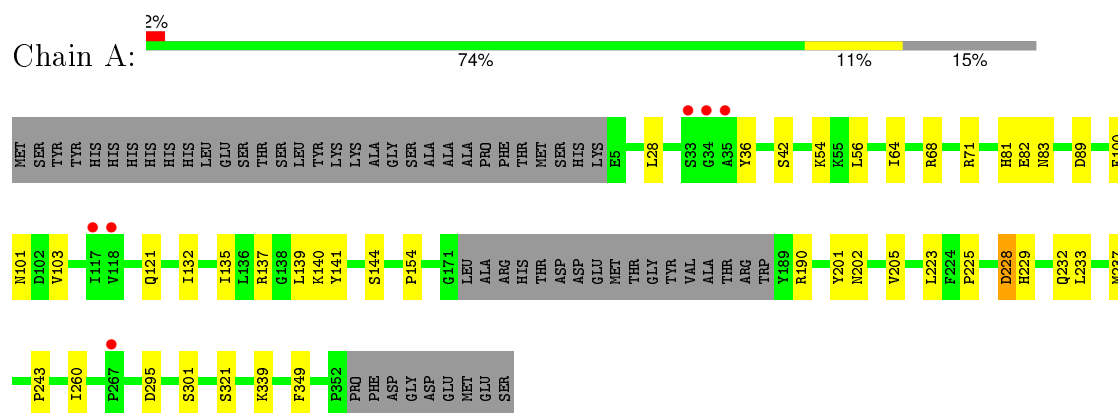 2%
Chain A:
74% 11% 15%
MET SER TYR TYR HIS HIS HIS HIS HIS HIS LEU GLU SER THR SER LEU TYR LYS LYS ALA GLY SER ALA ALA ALA PRO PHE THR MET SER HIS LYS E5 L28 S33 G34 A35 Y36 S42 K54 K55 L56 I64 R68 R71 H81 E82 N83 D89
N101 D102 V103 I117 V118 Q121 I132 I135 L136 R137 G138 L139 K140 Y141 S144 P154 G171 LEU ALA ARG HIS THR ASP ASP GLU MET THR GLY TYR VAL ALA THR ARG TRP Y189 R190 Y201 N202 V205 L223 F224 P225 D228 H229 Q232 L233 M237
P243 I260 P267 D295 S301 S321 K339 F349 P352 PRO PHE ASP GLY ASP GLU MET GLU SER